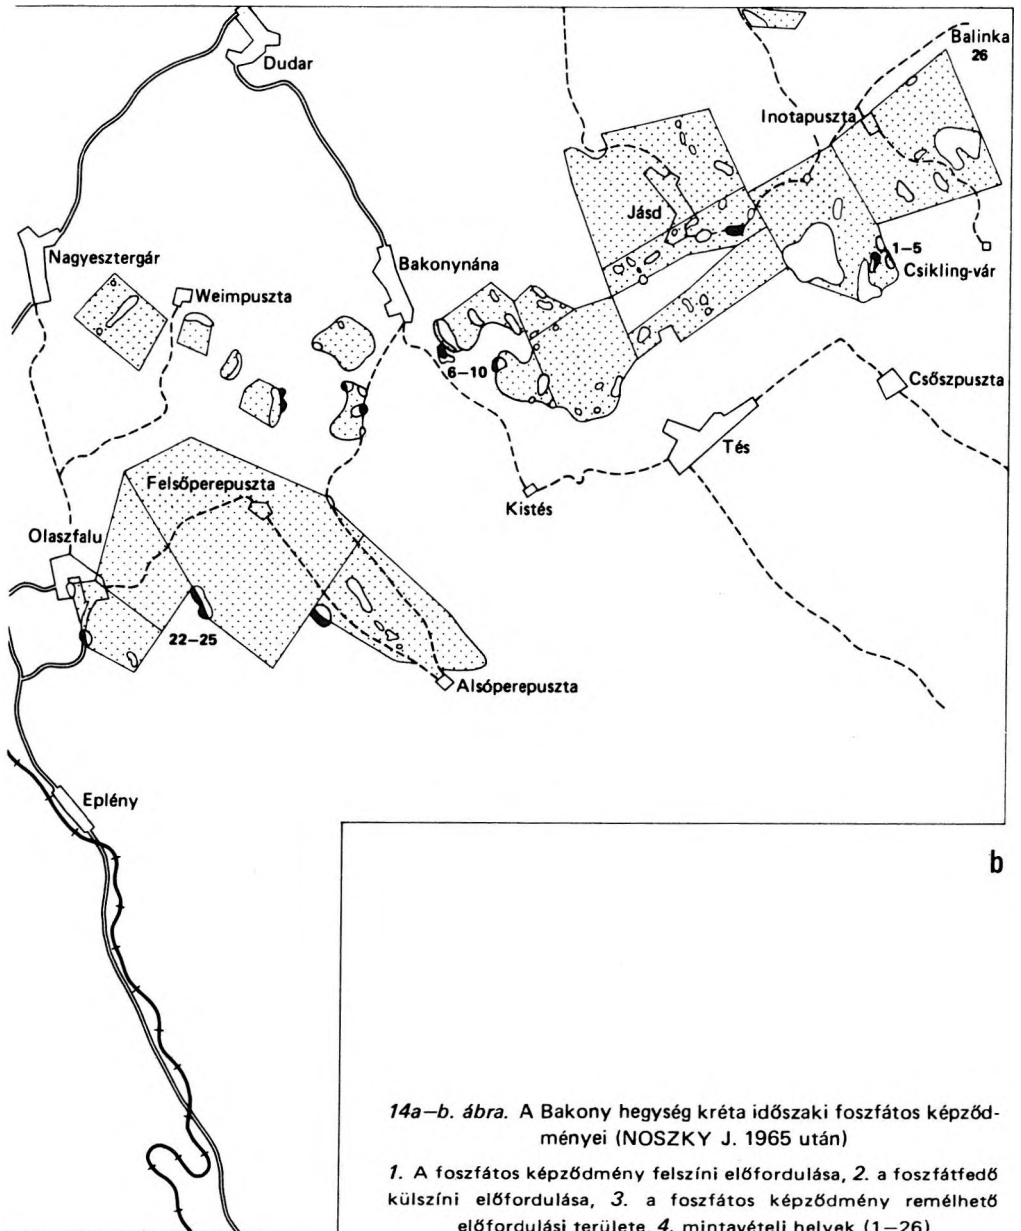 Dudar
Balinka
26
Inotapuszta
Jásd
1–5
Csikling-vár
Nagyesztergár
Weimpuszta
Bakonynána
6–10
Csőszpuszta
Tés
Kistés
Felsőperepuszta
Olaszfalu
22–25
Alsóperepuszta
Eplény
b
14a–b. ábra. A Bakony hegység kréta időszaki foszfátos képződ-
ményei (NOSZKY J. 1965 után)
1. A foszfátos képződmény felszíni előfordulása, 2. a foszfátfedő
külszíni előfordulása, 3. a foszfátos képződmény remélhető
előfordulási területe, 4. mintavételi helyek (1–26)